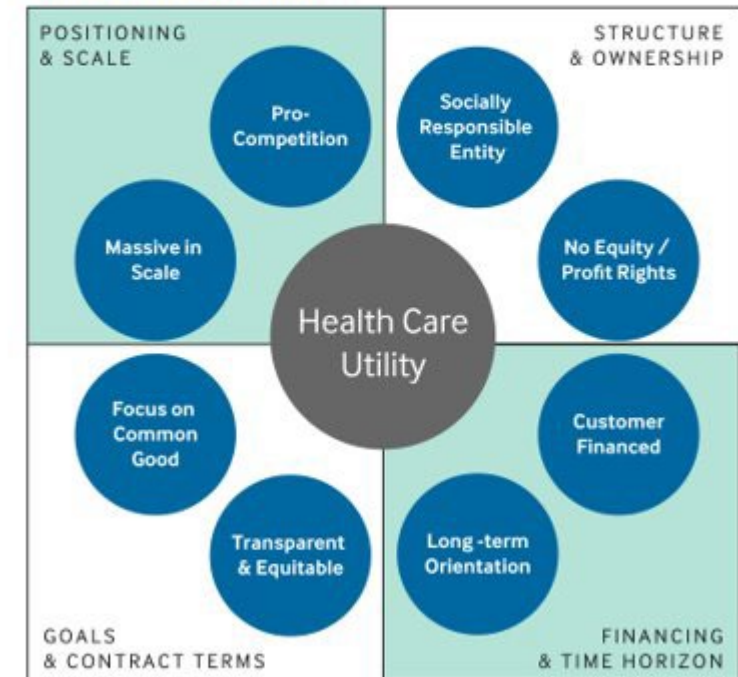 POSITIONING
& SCALE
STRUCTURE
& OWNERSHIP
Pro-
Competition
Socially
Responsible
Entity
Massive in
Scale
No Equity /
Profit Rights
Health Care
Utility
Focus on
Common
Good
Customer
Financed
Transparent
& Equitable
Long -term
Orientation
GOALS
& CONTRACT TERMS
FINANCING
& TIME HORIZON